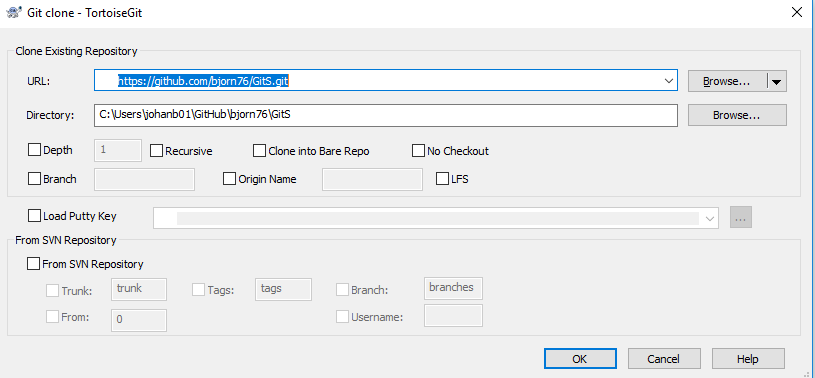 Git clone - TortoiseGit
Clone Existing Repository
URL: https://github.com/bjorn76/GitS.git Browse...
Directory: C:\Users\johanb01\GitHub\bjorn76\GitS Browse...
Depth 1 Recursive Clone into Bare Repo No Checkout
Branch Origin Name LFS
Load Putty Key ...
From SVN Repository
From SVN Repository
Trunk: trunk Tags: tags Branch: branches
From: 0 Username:
OK Cancel Help